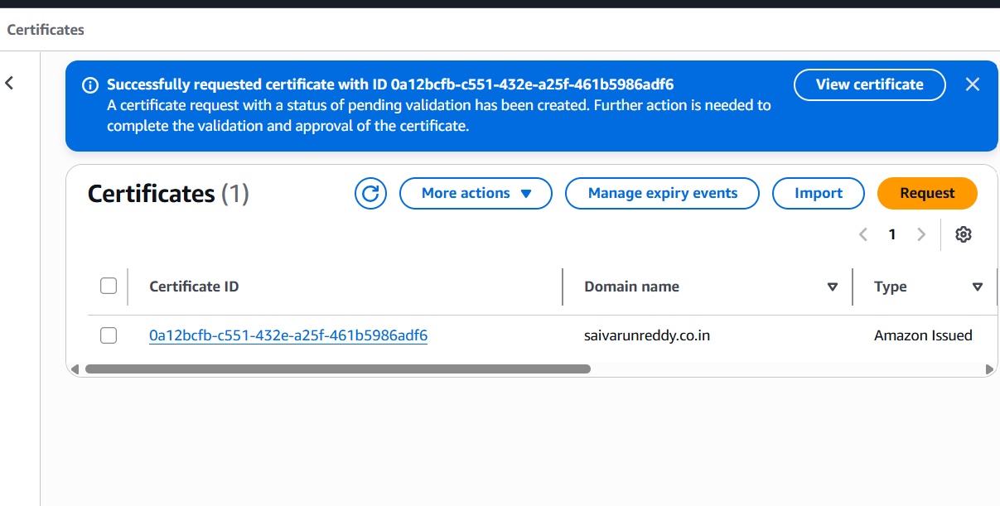 Certificates
Successfully requested certificate with ID 0a12bcfb-c551-432e-a25f-461b5986adf6
A certificate request with a status of pending validation has been created. Further action is needed to
complete the validation and approval of the certificate.
View certificate
Certificates (1)
More actions
Manage expiry events
Import
Request
1
Certificate ID
Domain name
Type
0a12bcfb-c551-432e-a25f-461b5986adf6
saivarunreddy.co.in
Amazon Issued